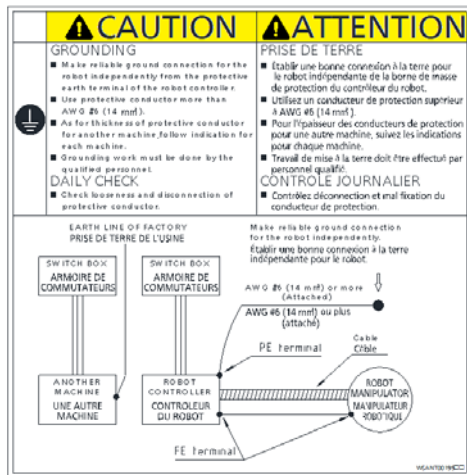 CAUTION
GROUNDING
■ Make reliable ground connection for the
robot independently from the protective
earth terminal of the robot controller.
■ Use protective conductor more than
AWG #6 (14 mm²).
■ As for thickness of protective conductor
for another machine,follow indication for
each machine.
■ Grounding work must be done by the
qualified personnel.
DAILY CHECK
■ Check looseness and disconnection of
protective conductor.
ATTENTION
PRISE DE TERRE
■ Établir une bonne connexion à la terre pour
le robot indépendante de la borne de masse
de protection du contrôleur du robot.
■ Utilisez un conducteur de protection supérieur
à AWG #6 (14 mm²).
■ Pour l'épaisseur des conducteurs de protection
pour une autre machine, suivez les indications
pour chaque machine.
■ Travail de mise à la terre doit être effectué par
personnel qualifié.
CONTROLE JOURNALIER
■ Contrôlez déconnection et mal fixation du
conducteur de protection.
EARTH LINE OF FACTORY
PRISE DE TERRE DE L'USINE
Make reliable ground connection
for the robot independently.
Établir une bonne connexion à la terre
indépendante pour le robot.
SWITCH BOX
ARMOIRE DE
COMMUTATEURS
SWITCH BOX
ARMOIRE DE
COMMUTATEURS
AWG #6 (14 mm²) or more
(Attached)
AWG #6 (14 mm²) ou plus
(attaché)
PE terminal
Cable
Câble
ANOTHER
MACHINE
UNE AUTRE
MACHINE
ROBOT
CONTROLLER
CONTROLEUR
DU ROBOT
ROBOT
MANIPULATOR
MANIPULATEUR
ROBOTIQUE
FE terminal